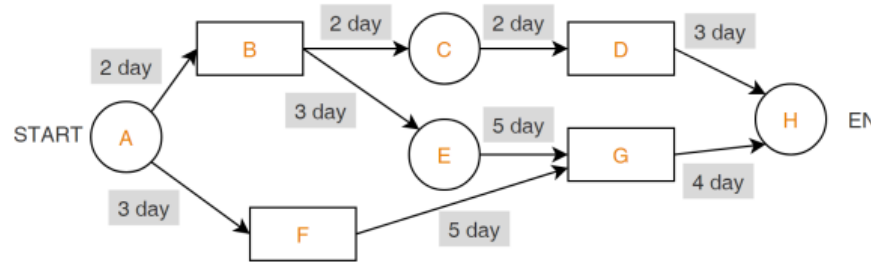 2 day
2 day
3 day
B
C
D
2 day
3 day
5 day
START
A
E
G
H
EN
4 day
3 day
F
5 day